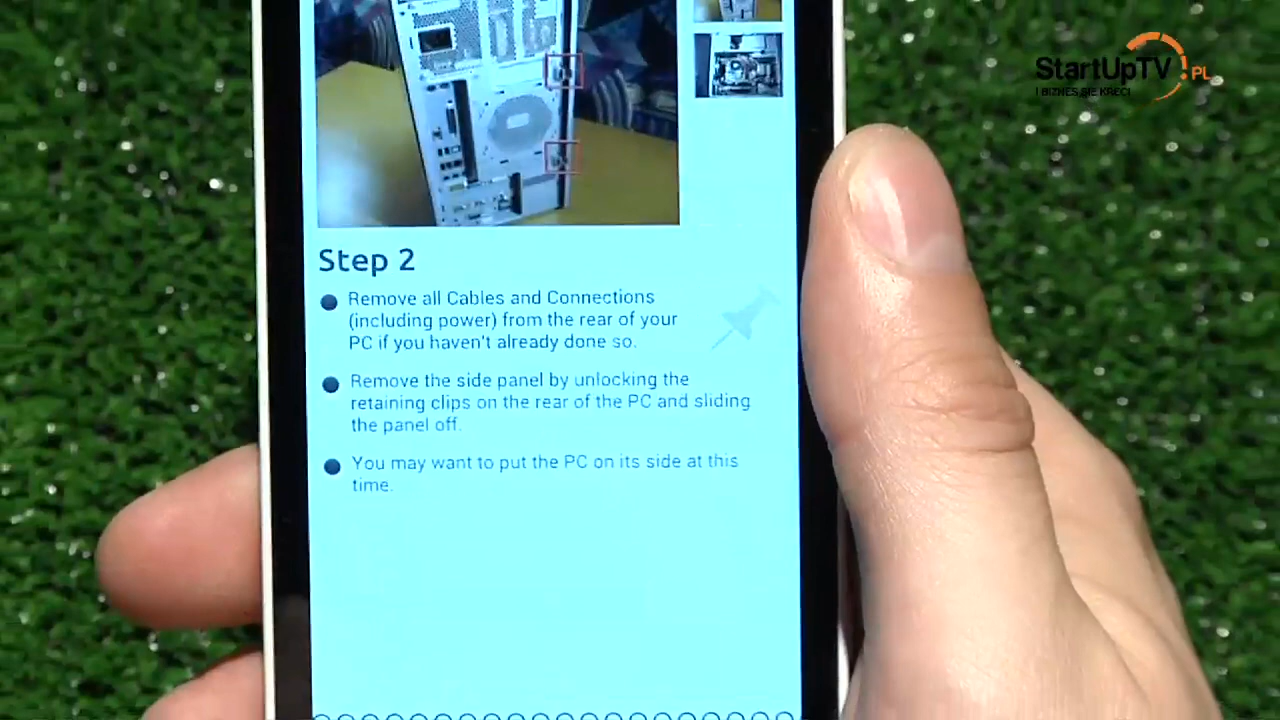 StartUpTV.PL
I BIZNES SIĘ KRĘCI
Step 2
Remove all Cables and Connections
(including power) from the rear of your
PC if you haven't already done so.
Remove the side panel by unlocking the
retaining clips on the rear of the PC and sliding
the panel off.
You may want to put the PC on its side at this
time.